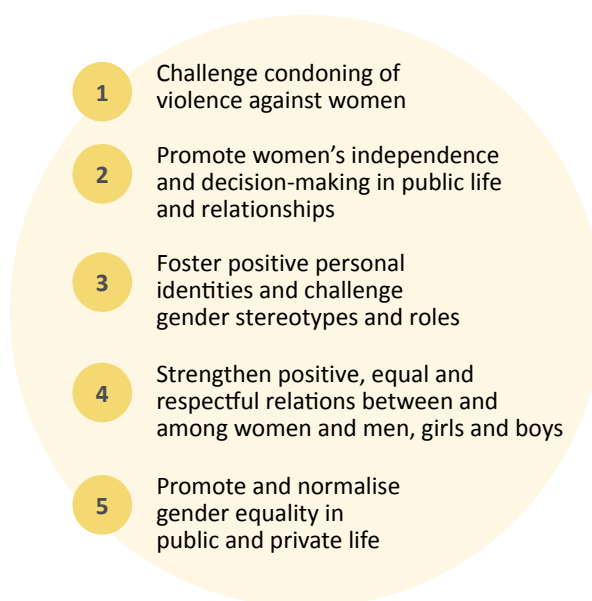 1 Challenge condoning of
violence against women
2 Promote women’s independence
and decision-making in public life
and relationships
3 Foster positive personal
identities and challenge
gender stereotypes and roles
4 Strengthen positive, equal and
respectful relations between and
among women and men, girls and boys
5 Promote and normalise
gender equality in
public and private life